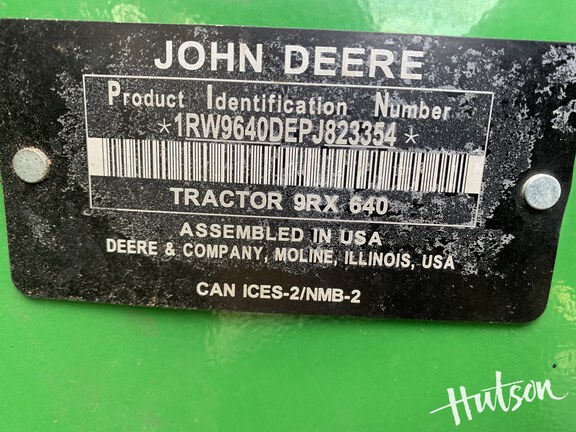 JOHN DEERE
Product Identification Number
*1RW9640DEPJ823354*
TRACTOR 9RX 640
ASSEMBLED IN USA
DEERE & COMPANY, MOLINE, ILLINOIS, USA
CAN ICES-2/NMB-2
Hutson